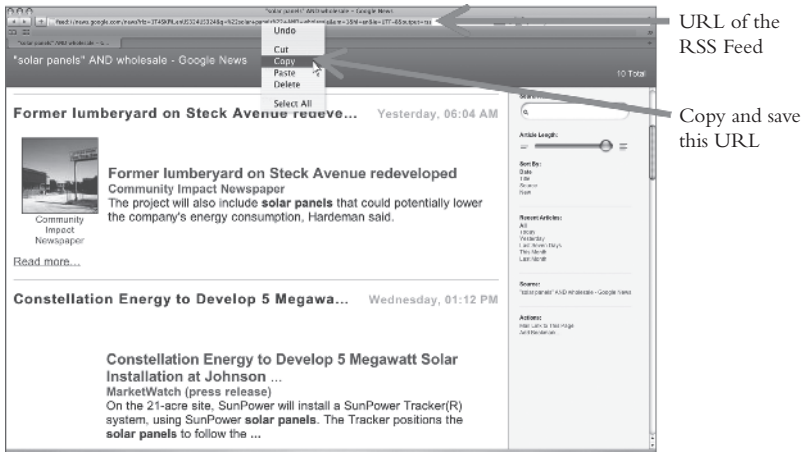 "solar panels" AND wholesale – Google News
Undo
Cut
Copy
Paste
Delete
Select All
"solar panels" AND wholesale - Google News
10 Total
URL of the
RSS Feed
Copy and save
this URL
Former lumberyard on Steck Avenue redeve... Yesterday, 06:04 AM
Former lumberyard on Steck Avenue redeveloped
Community Impact Newspaper
The project will also include solar panels that could potentially lower
the company's energy consumption, Hardeman said.
Community
Impact
Newspaper
Read more...
Constellation Energy to Develop 5 Megawa... Wednesday, 01:12 PM
Constellation Energy to Develop 5 Megawatt Solar
Installation at Johnson ...
MarketWatch (press release)
On the 21-acre site, SunPower will install a SunPower Tracker(R)
system, using SunPower solar panels. The Tracker positions the
solar panels to follow the ...
Article Length:
Sort By:
Date
Title
Source
New
Recent Articles:
All
Today
Yesterday
Last Seven Days
This Month
Last Month
Source:
"solar panels" AND wholesale - Google News
Actions:
Mail Link to This Page
Add Bookmark